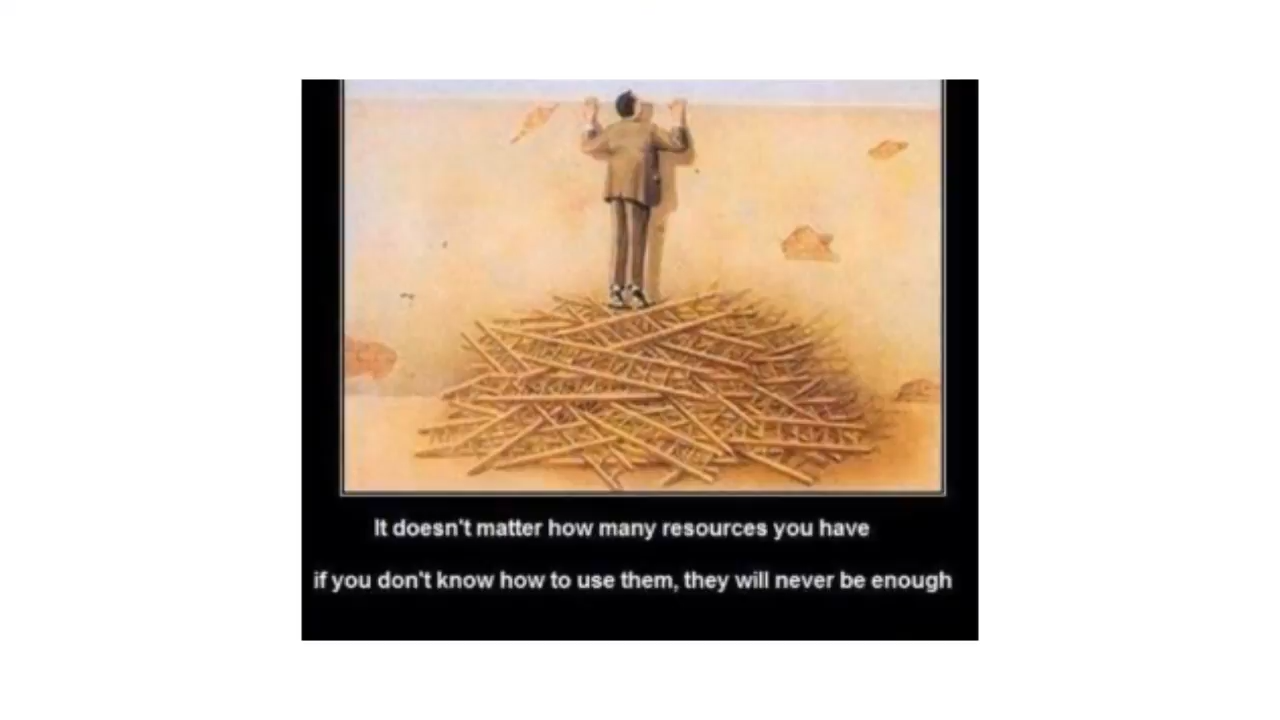 It doesn't matter how many resources you have
if you don't know how to use them, they will never be enough